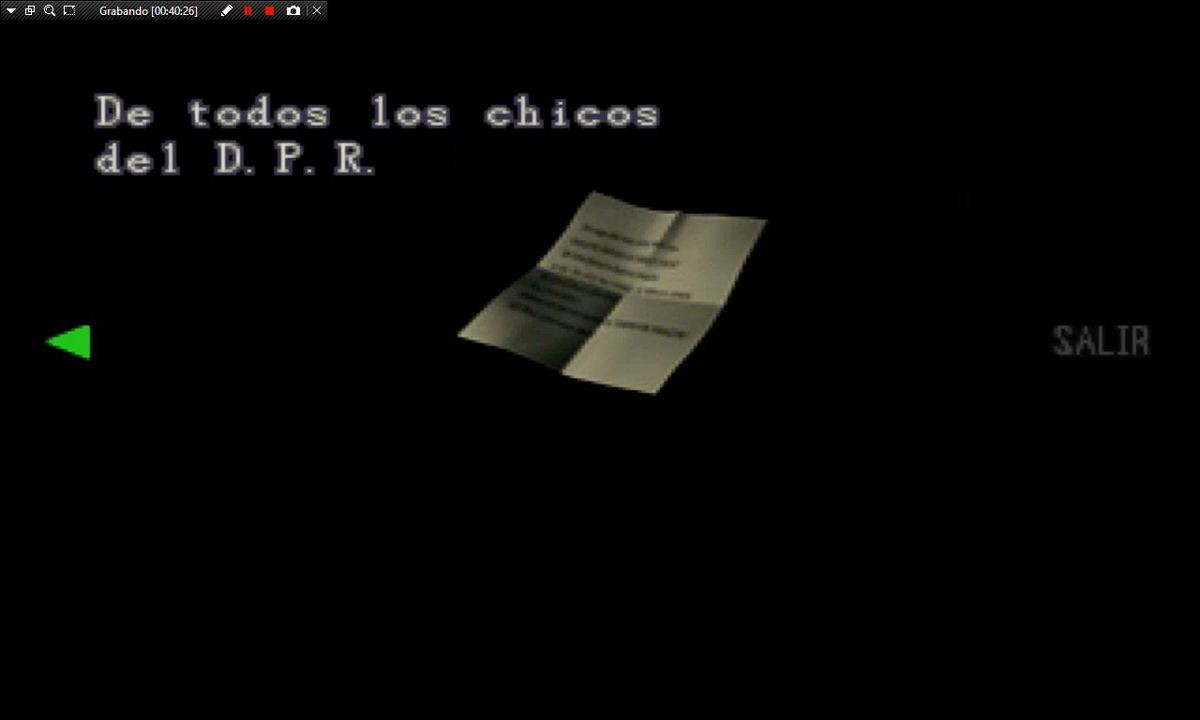 Grabando [00:40:26]
De todos los chicos
del D.P.R.
SALIR